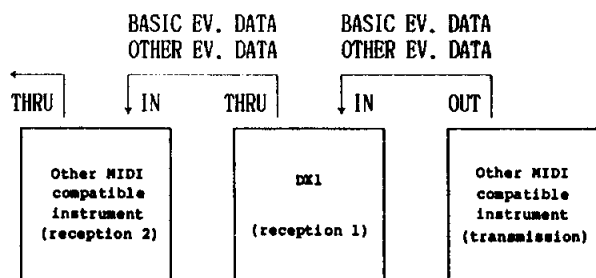 BASIC EV. DATA
OTHER EV. DATA
BASIC EV. DATA
OTHER EV. DATA
THRU
IN
THRU
IN
OUT
Other MIDI
compatible
instrument
(reception 2)
DX1
(reception 1)
Other MIDI
compatible
instrument
(transmission)